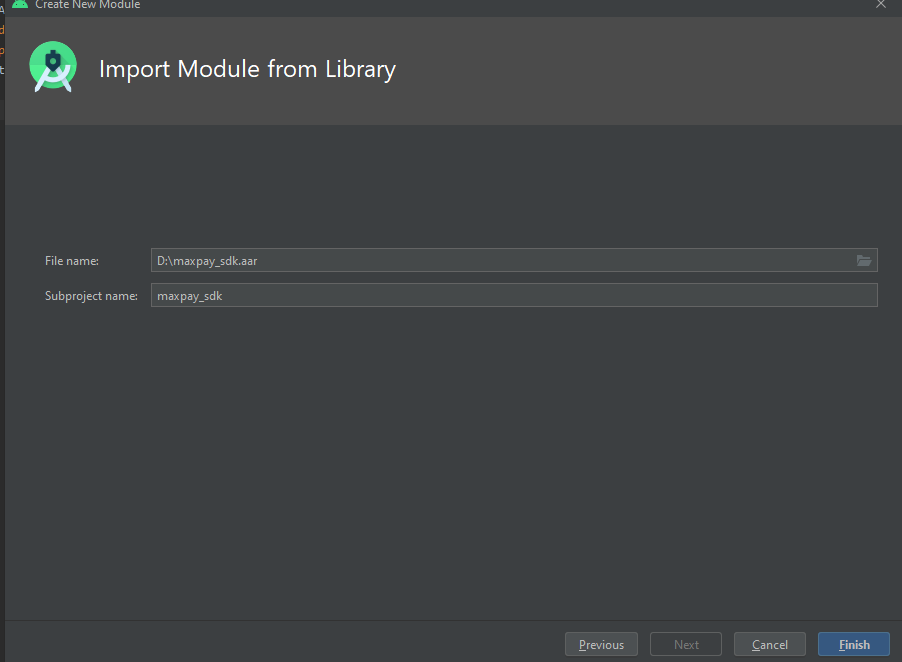 Create New Module
Import Module from Library
File name: D:\maxpay_sdk.aar
Subproject name: maxpay_sdk
Previous Next Cancel Finish